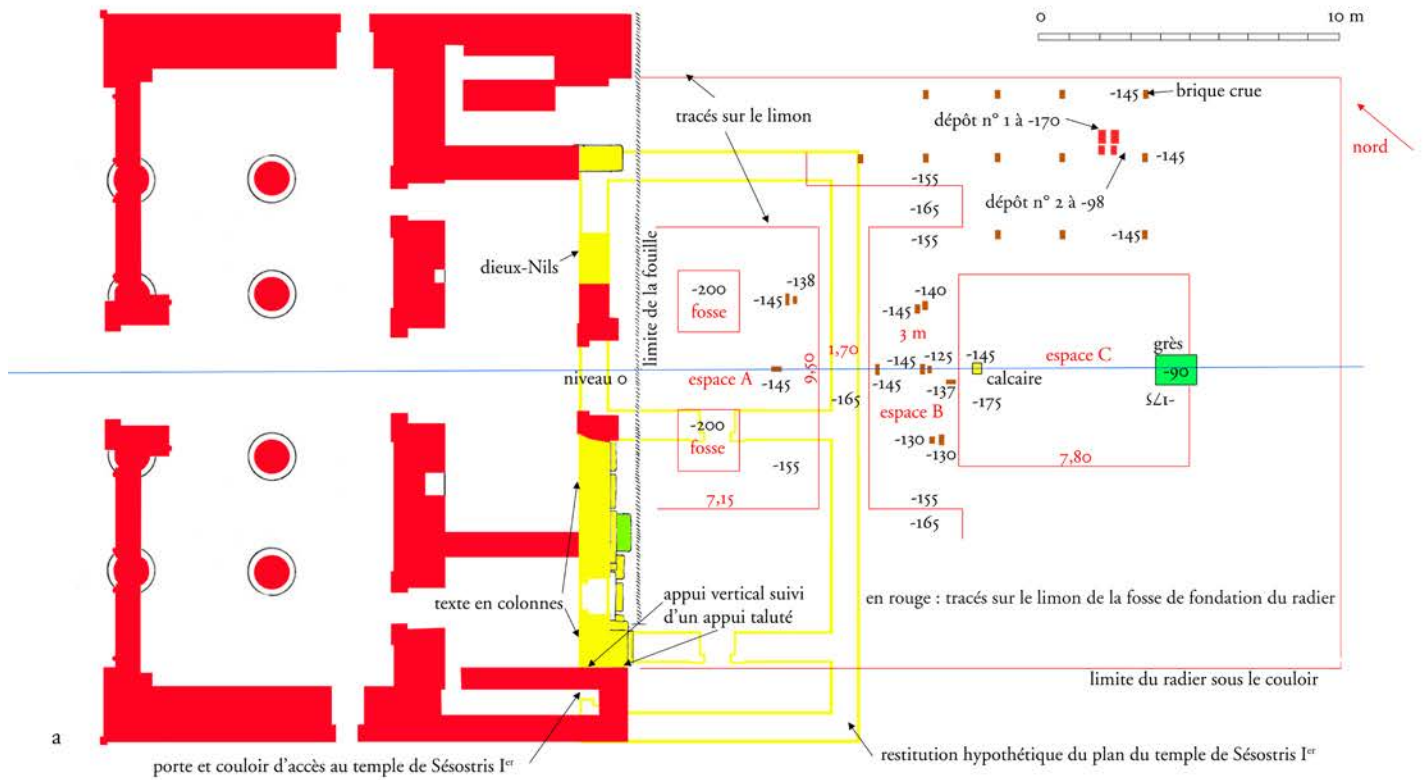 0
10 m
-145
brique crue
tracés sur le limon
dépôt n° 1 à -170
nord
-145
-155
dépôt n° 2 à -98
-165
-155
-145
limite de la fouille
dieux-Nils
-200
fosse
-138
-145
-140
-145
3 m
1,70
9,50
grès
niveau 0
espace A
-145
-145
-125
-145
espace C
-90
-145
-137
calcaire
-165
espace B
-175
-175
-200
fosse
-130
-130
-155
7,80
7,15
-155
-165
texte en colonnes
appui vertical suivi
d'un appui taluté
en rouge : tracés sur le limon de la fosse de fondation du radier
limite du radier sous le couloir
a
porte et couloir d'accès au temple de Sésostris Iᵉʳ
restitution hypothétique du plan du temple de Sésostris Iᵉʳ